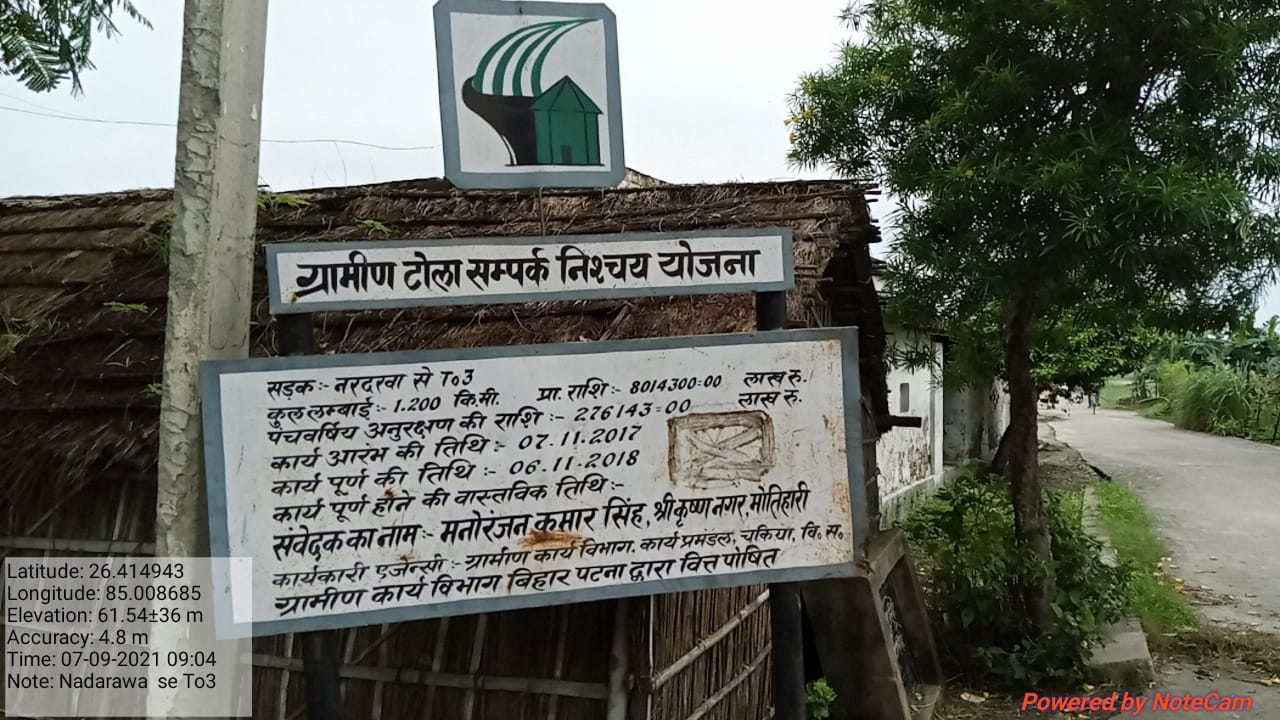 ग्रामीण टोला सम्पर्क निश्चय योजना
सड़क:- नरदरवा से T03
कुल लम्बाई:- 1.200 कि.मी. प्रा. राशि:- 8014300=00 लाख रु.
पंचवर्षिय अनुरक्षण की राशि:- 276143=00 लाख रु.
कार्य आरंभ की तिथि:- 07.11.2017
कार्य पूर्ण की तिथि:- 06-11-2018
कार्य पूर्ण होने की वास्तविक तिथि:-
संवेदक का नाम:- मनोरंजन कुमार सिंह, श्रीकृष्ण नगर, मोतिहारी
कार्यकारी एजेन्सी:- ग्रामीण कार्य विभाग, कार्य प्रमंडल, चकिया, वि. स.
ग्रामीण कार्य विभाग बिहार पटना द्वारा वित्त पोषित
Latitude: 26.414943
Longitude: 85.008685
Elevation: 61.54±36 m
Accuracy: 4.8 m
Time: 07-09-2021 09:04
Note: Nadarawa se To3
Powered by NoteCam